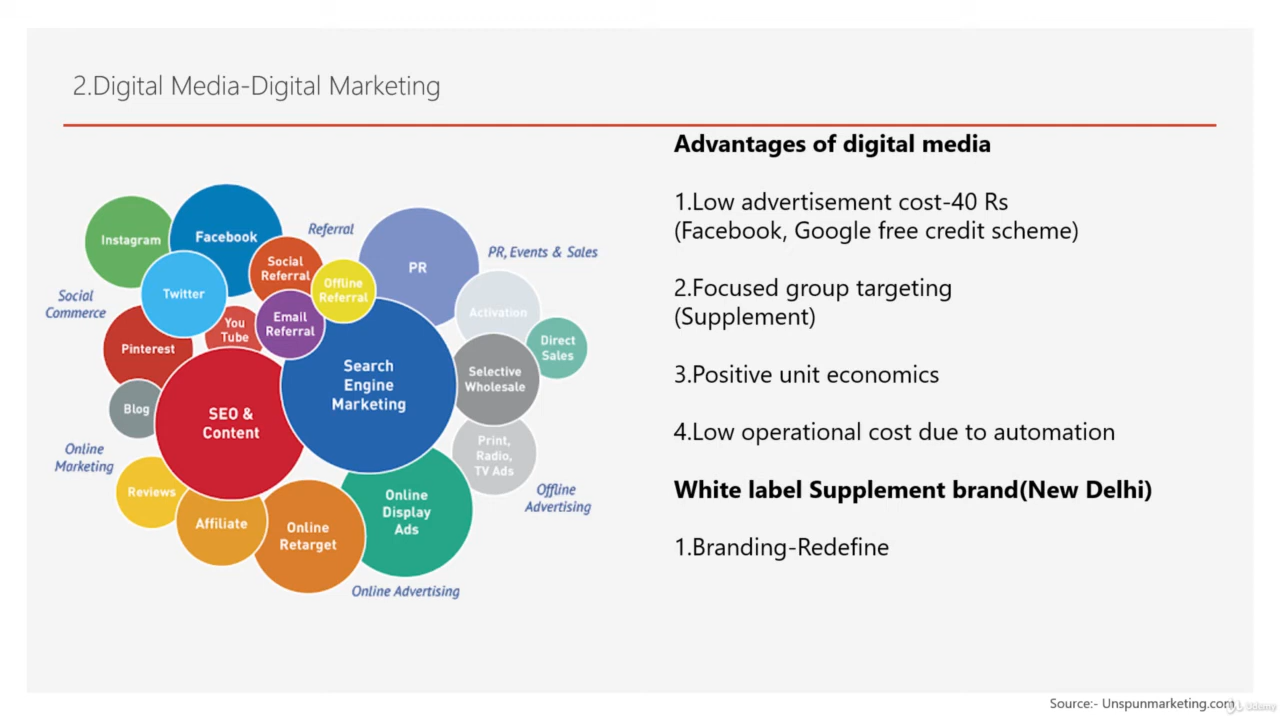 2.Digital Media-Digital Marketing
Instagram
Facebook
Referral
Social
Referral
PR
PR, Events & Sales
Offline
Referral
Twitter
Social
Commerce
You
Tube
Email
Referral
Activation
Pinterest
Direct
Sales
Search
Engine
Marketing
Selective
Wholesale
Blog
SEO &
Content
Online
Marketing
Print,
Radio,
TV Ads
Reviews
Offline
Advertising
Affiliate
Online
Retarget
Online
Display
Ads
Online Advertising
Advantages of digital media
1.Low advertisement cost-40 Rs
(Facebook, Google free credit scheme)
2.Focused group targeting
(Supplement)
3.Positive unit economics
4.Low operational cost due to automation
White label Supplement brand(New Delhi)
1.Branding-Redefine
Source:- Unspunmarketing.com
Udemy